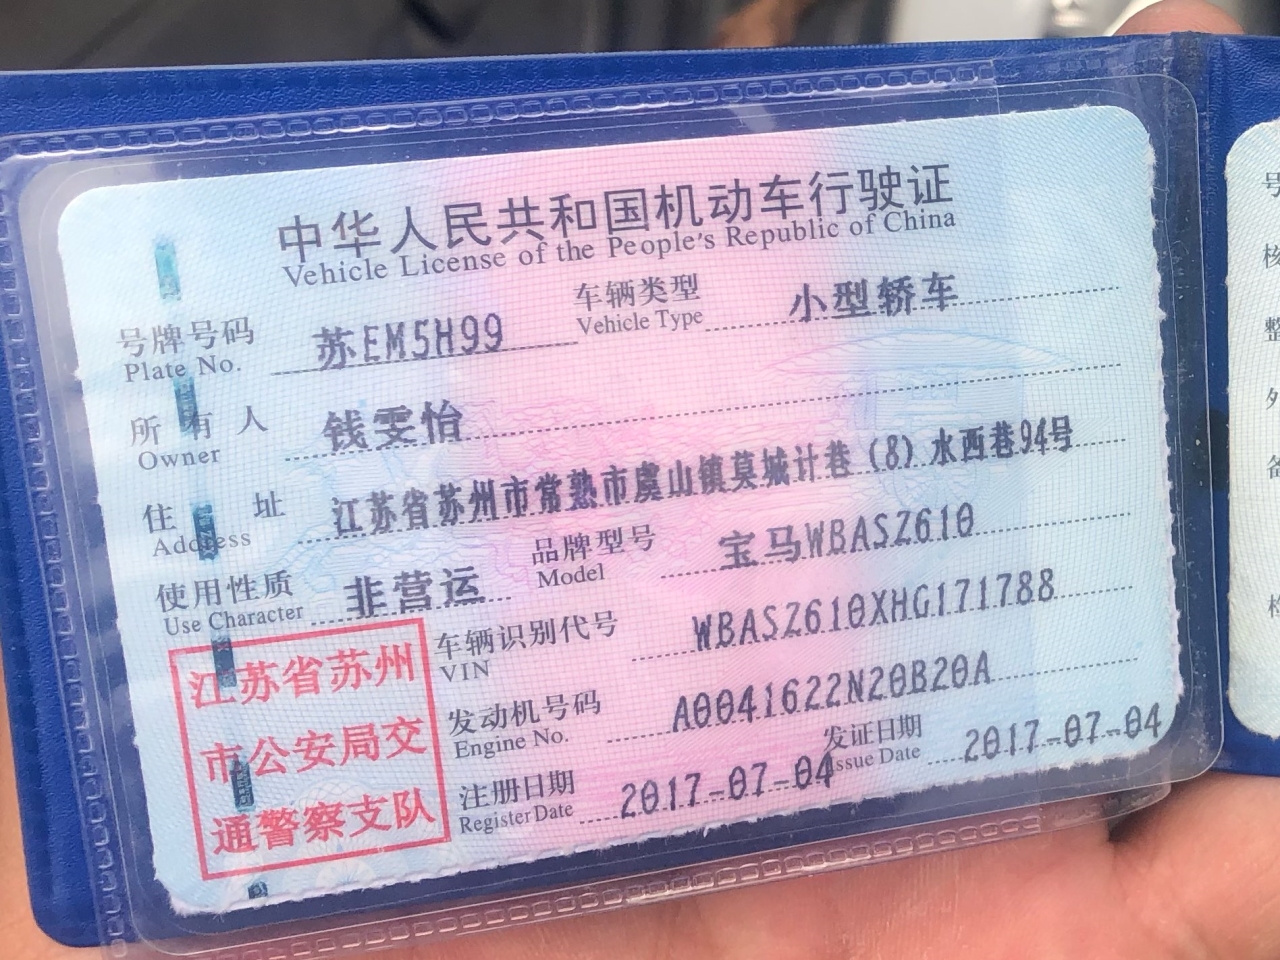 中华人民共和国机动车行驶证
Vehicle License of the People's Republic of China
号牌号码 苏EM5H99 车辆类型 小型轿车
Plate No. Vehicle Type
所有人 钱雯怡
Owner
住址 江苏省苏州市常熟市虞山镇莫城计巷（8）水西巷94号
Address
使用性质 非营运 品牌型号 宝马WBASZ610
Use Character Model
江苏省苏州
市公安局交
通警察支队
车辆识别代号 WBASZ610XHG171788
VIN
发动机号码 A0041622N20B20A
Engine No.
注册日期 2017-07-04 发证日期 2017-07-04
Register Date Issue Date
号
核
整
外